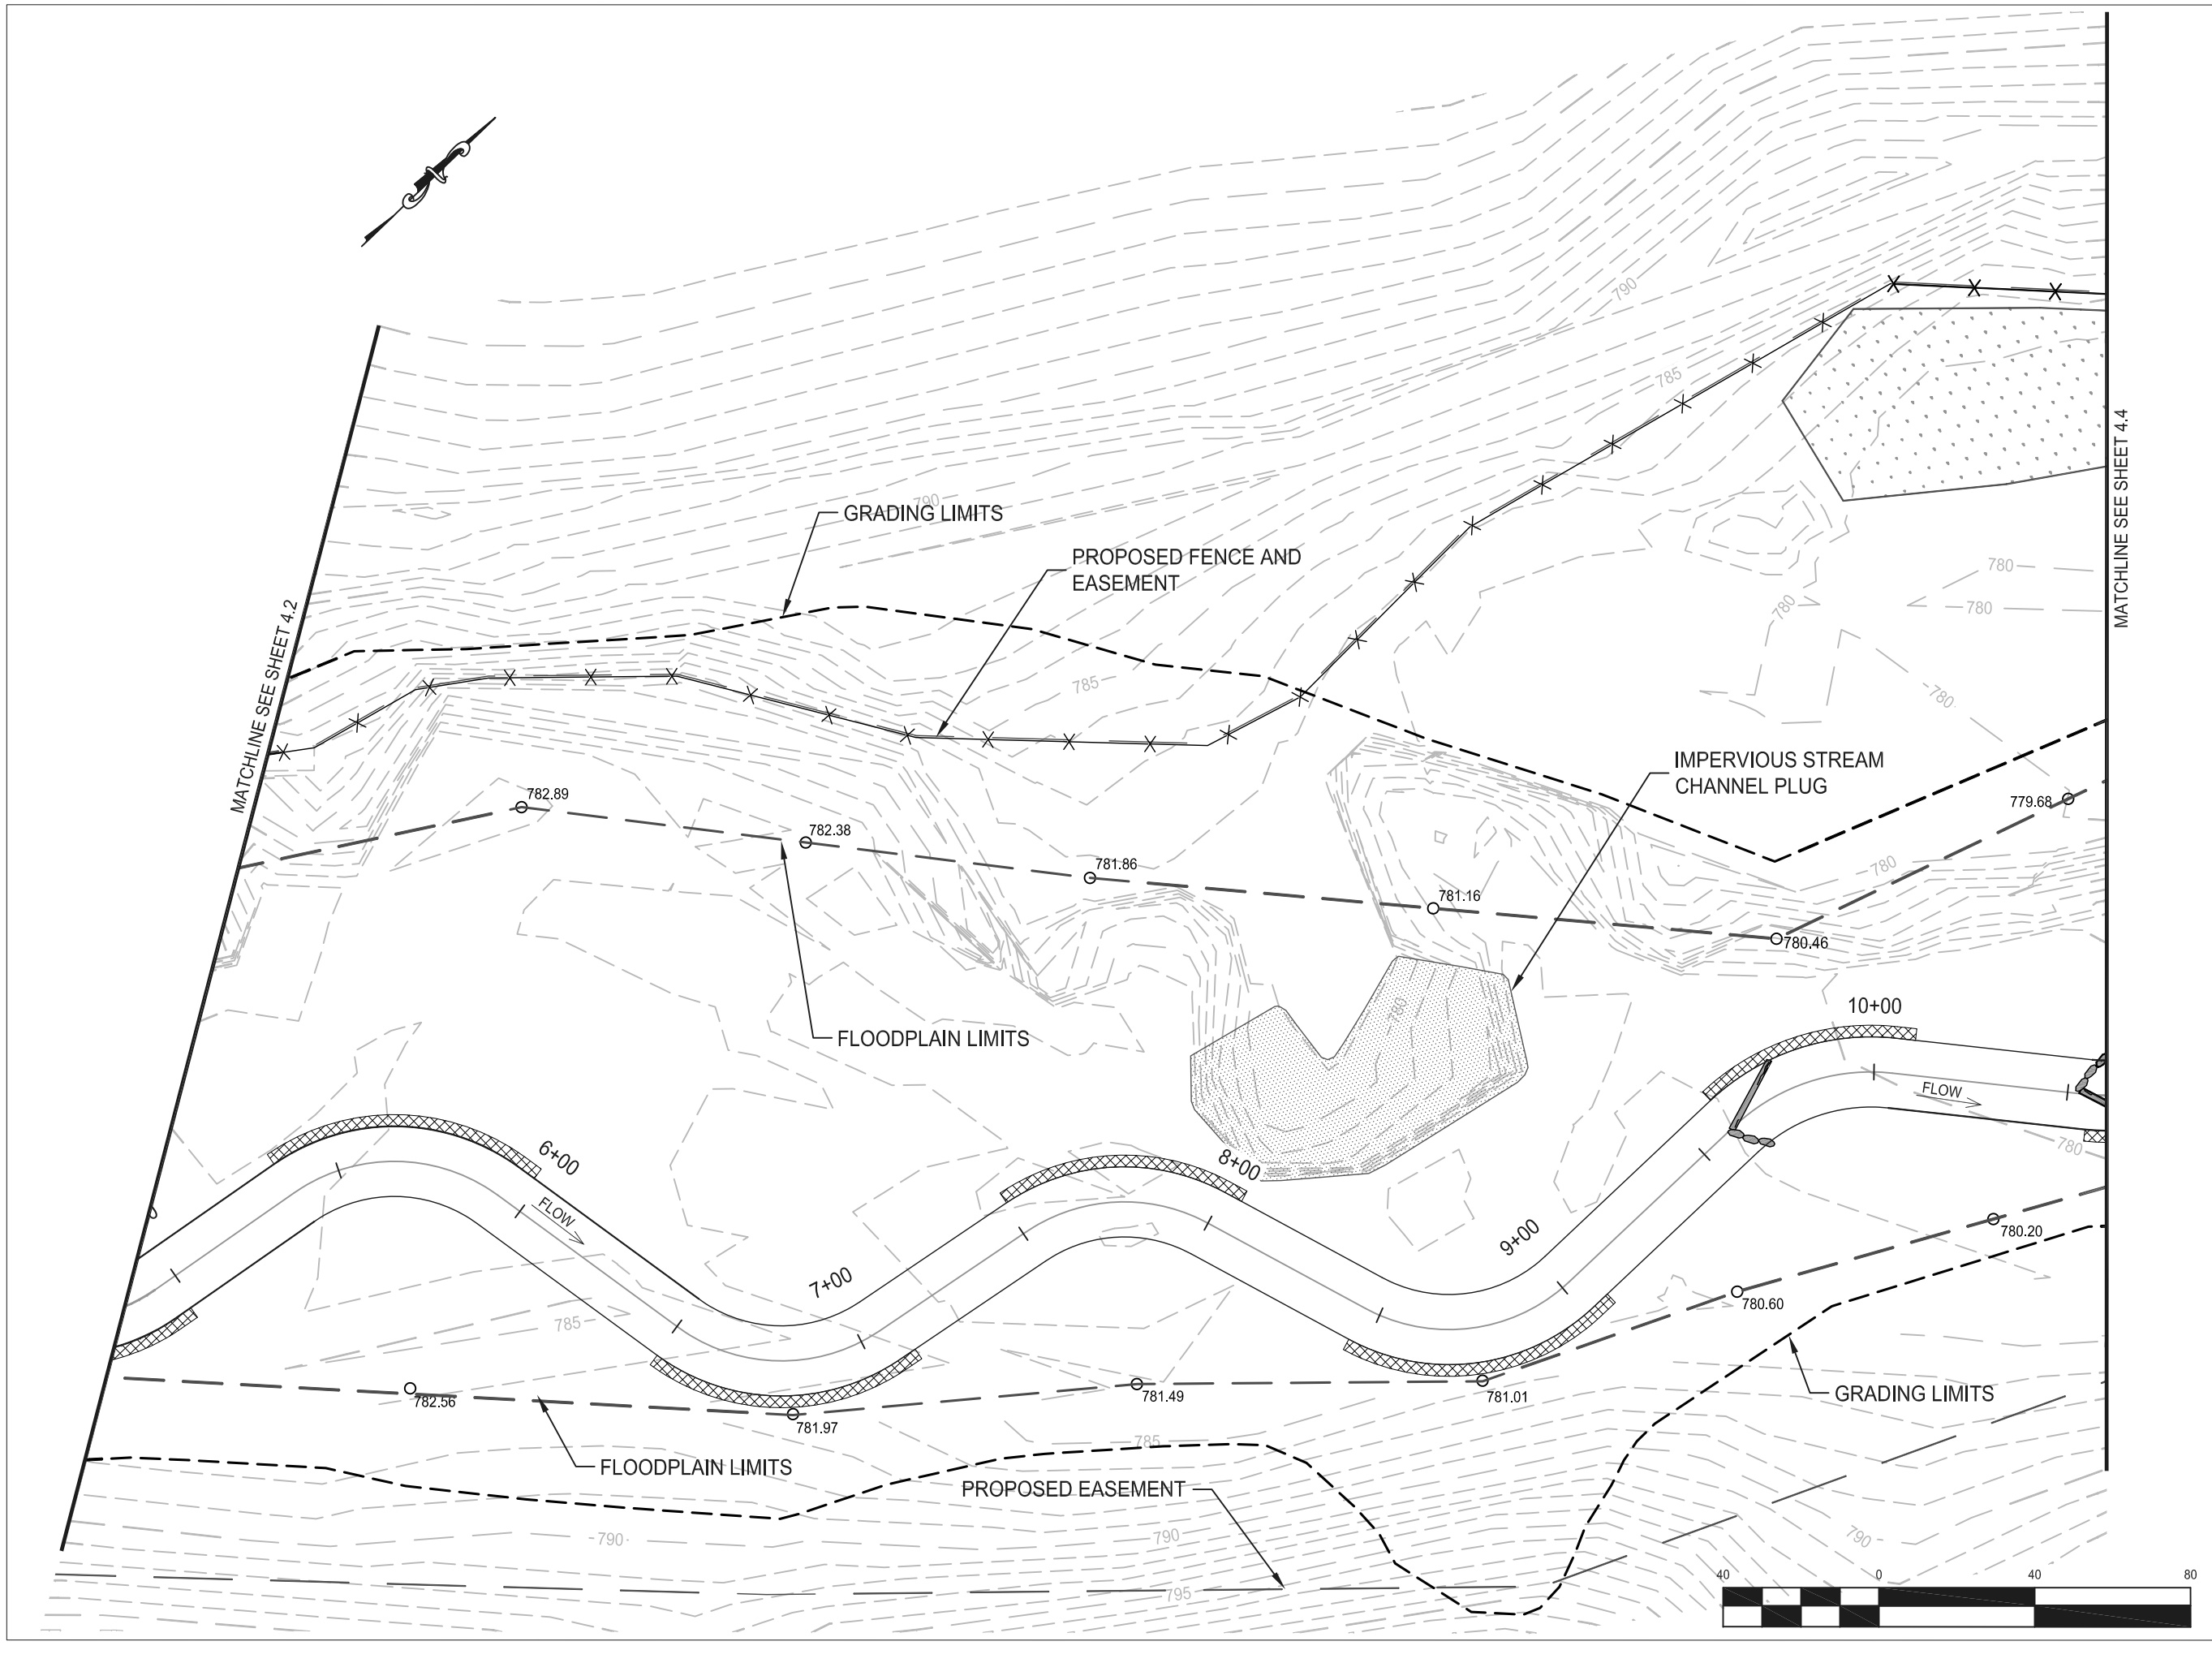 790
785
790
GRADING LIMITS
PROPOSED FENCE AND
EASEMENT
MATCHLINE SEE SHEET 4.4
780
780
780
MATCHLINE SEE SHEET 4.2
785
780
IMPERVIOUS STREAM
CHANNEL PLUG
782.89
779.68
782.38
781.86
780
781.16
780.46
780
10+00
FLOODPLAIN LIMITS
FLOW
6+00
8+00
780
FLOW
9+00
780.20
7+00
780.60
785
782.56
781.97
781.49
781.01
GRADING LIMITS
785
FLOODPLAIN LIMITS
PROPOSED EASEMENT
790
790
790
795
40 0 40 80